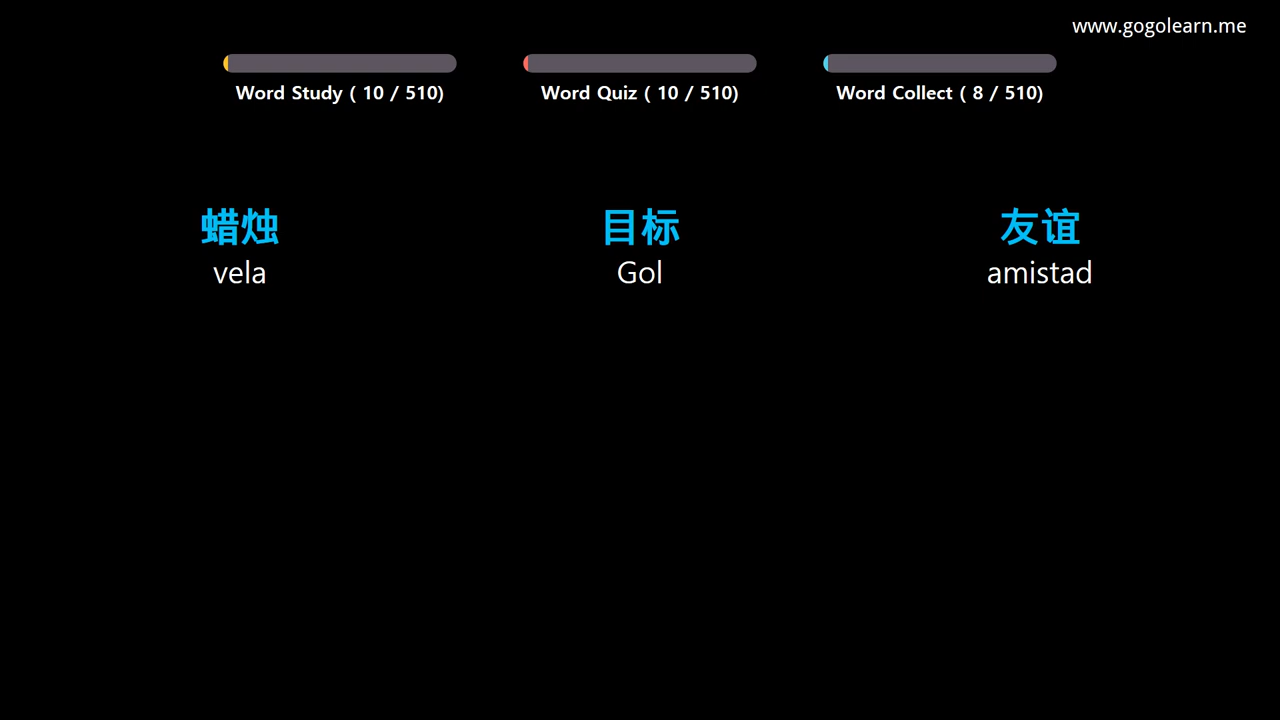 www.gogolearn.me
Word Study ( 10 / 510)
Word Quiz ( 10 / 510)
Word Collect ( 8 / 510)
蜡烛
vela
目标
Gol
友谊
amistad